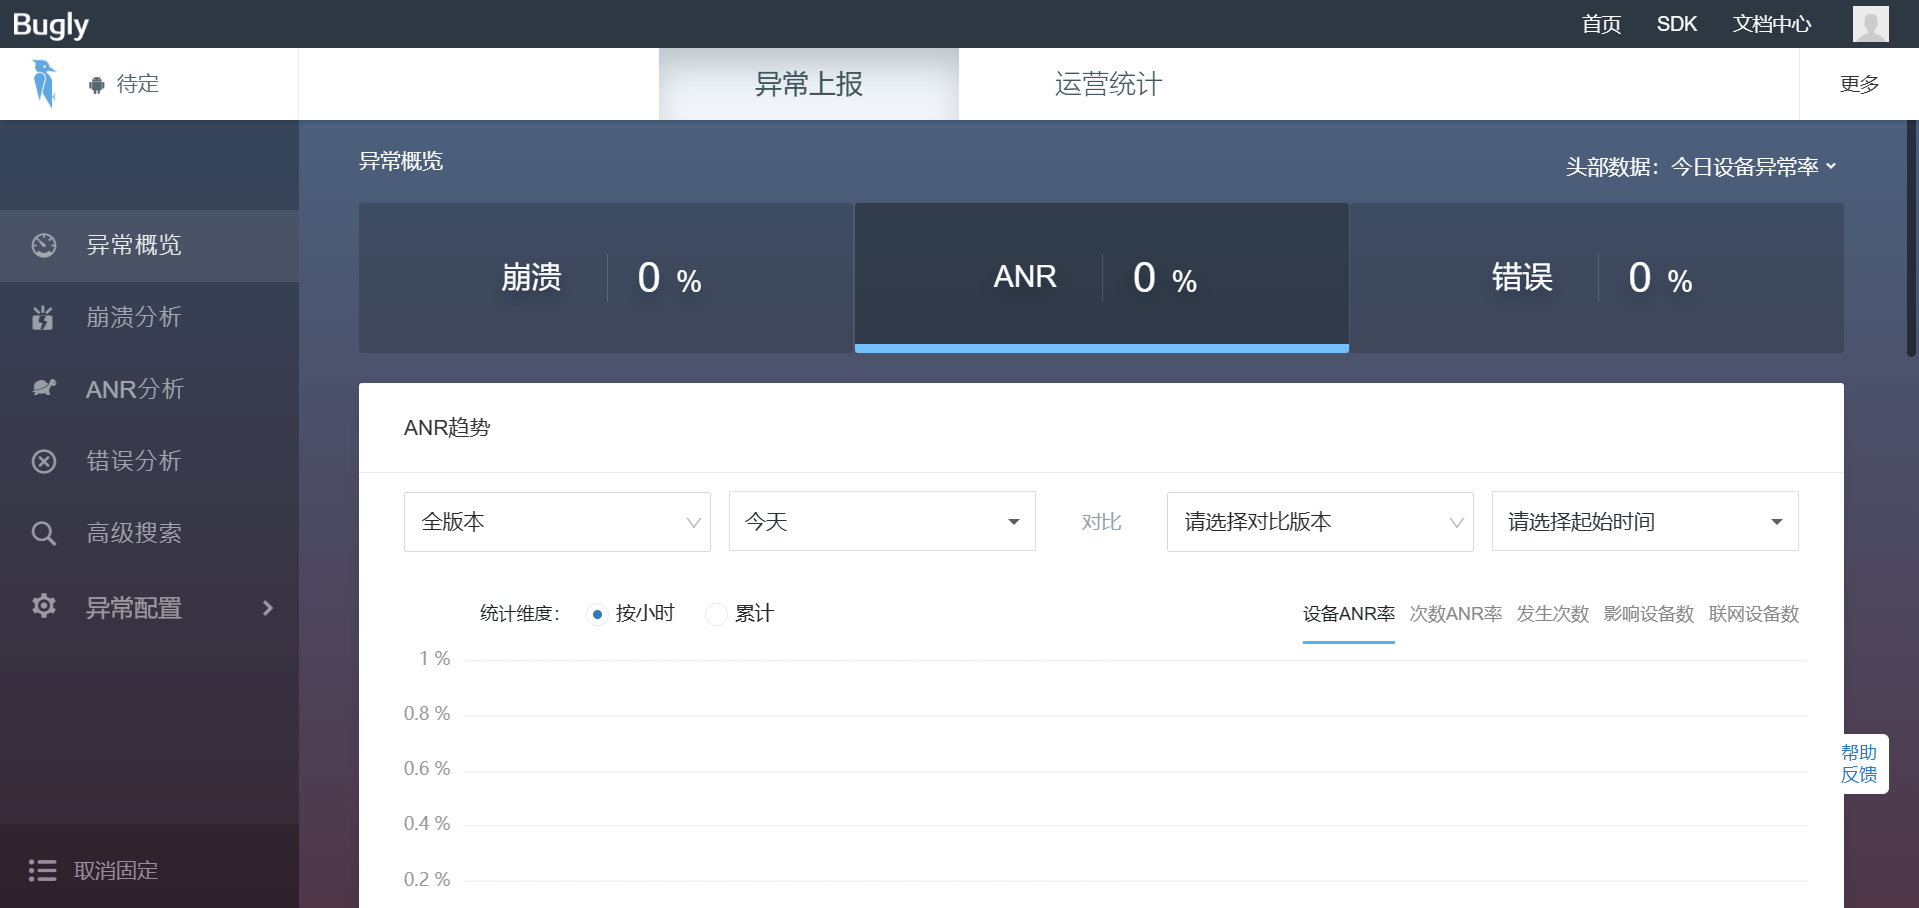 Bugly
首页 SDK 文档中心
待定
异常上报 运营统计
更多
异常概览
崩溃分析
ANR分析
错误分析
高级搜索
异常配置
取消固定
异常概览
头部数据：今日设备异常率
崩溃 0 %
ANR 0 %
错误 0 %
ANR趋势
全版本 今天 对比 请选择对比版本 请选择起始时间
统计维度： 按小时 累计
设备ANR率 次数ANR率 发生次数 影响设备数 联网设备数
1 %
0.8 %
0.6 %
0.4 %
0.2 %
帮助
反馈